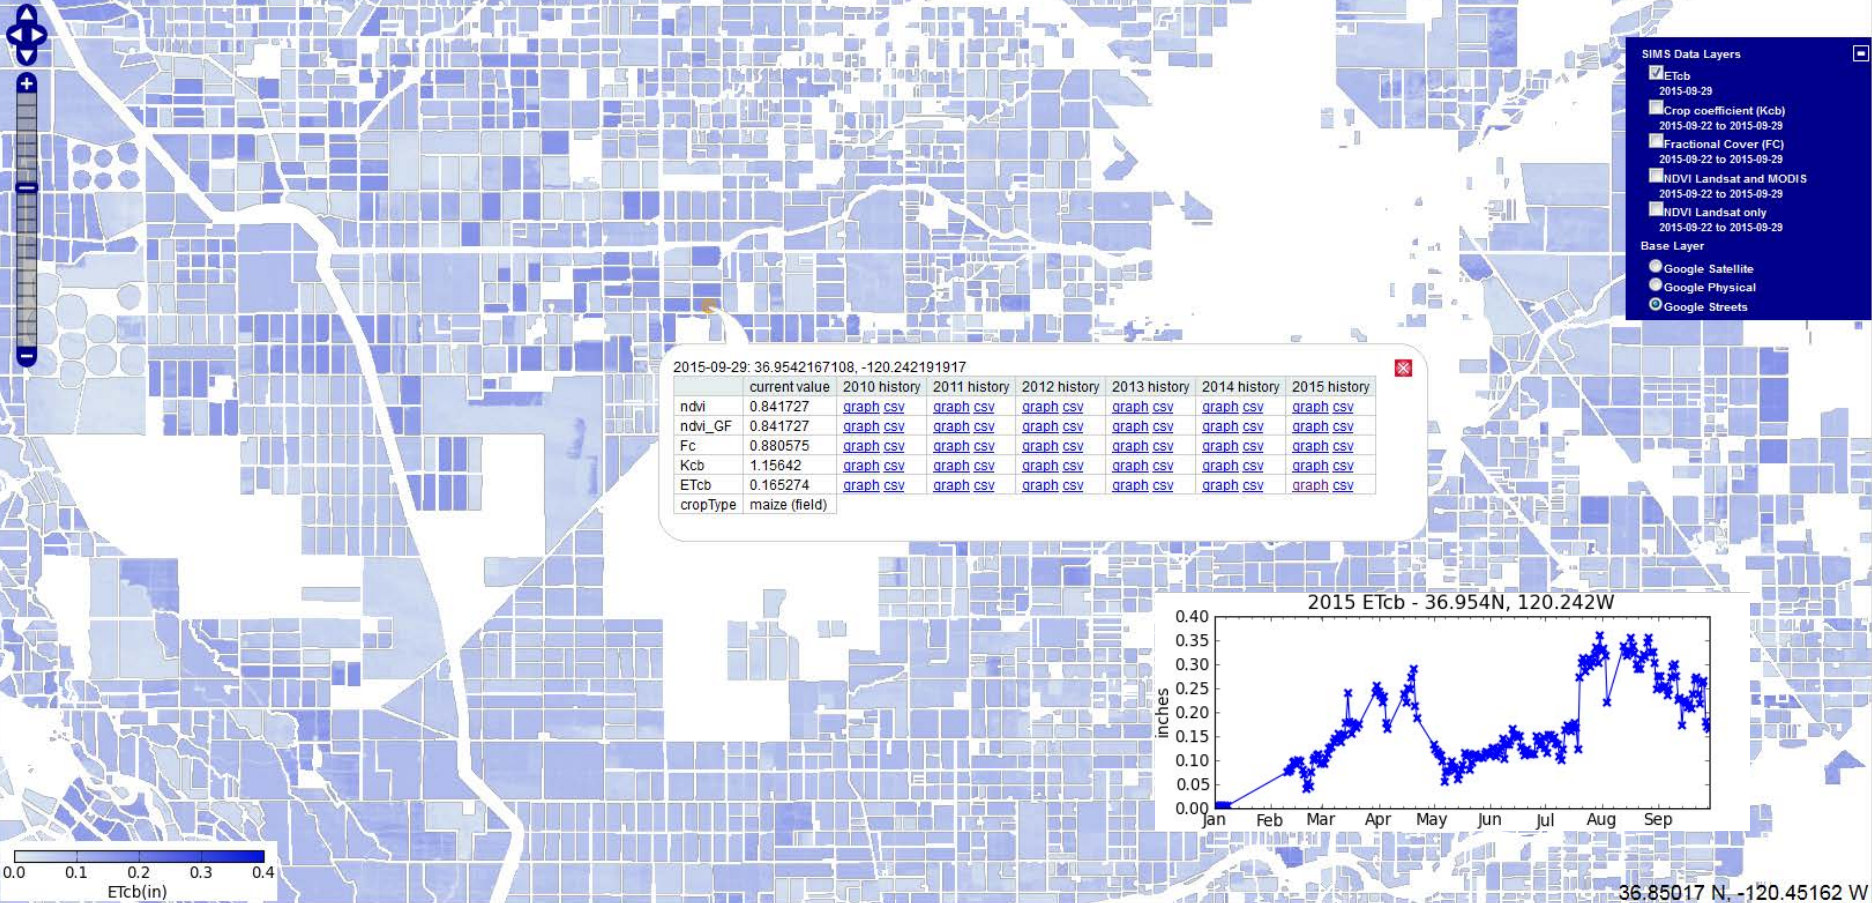 SIMS Data Layers
ETcb
2015-09-29
Crop coefficient (Kcb)
2015-09-22 to 2015-09-29
Fractional Cover (FC)
2015-09-22 to 2015-09-29
NDVI Landsat and MODIS
2015-09-22 to 2015-09-29
NDVI Landsat only
2015-09-22 to 2015-09-29
Base Layer
Google Satellite
Google Physical
Google Streets
2015-09-29: 36.9542167108, -120.242191917
current value 2010 history 2011 history 2012 history 2013 history 2014 history 2015 history
ndvi 0.841727 graph csv graph csv graph csv graph csv graph csv graph csv
ndvi_GF 0.841727 graph csv graph csv graph csv graph csv graph csv graph csv
Fc 0.880575 graph csv graph csv graph csv graph csv graph csv graph csv
Kcb 1.15642 graph csv graph csv graph csv graph csv graph csv graph csv
ETcb 0.165274 graph csv graph csv graph csv graph csv graph csv graph csv
cropType maize (field)
2015 ETcb - 36.954N, 120.242W
0.40
0.35
0.30
0.25
0.20
0.15
0.10
0.05
0.00
inches
Jan Feb Mar Apr May Jun Jul Aug Sep
0.0 0.1 0.2 0.3 0.4
ETcb(in)
36.85017 N, -120.45162 W